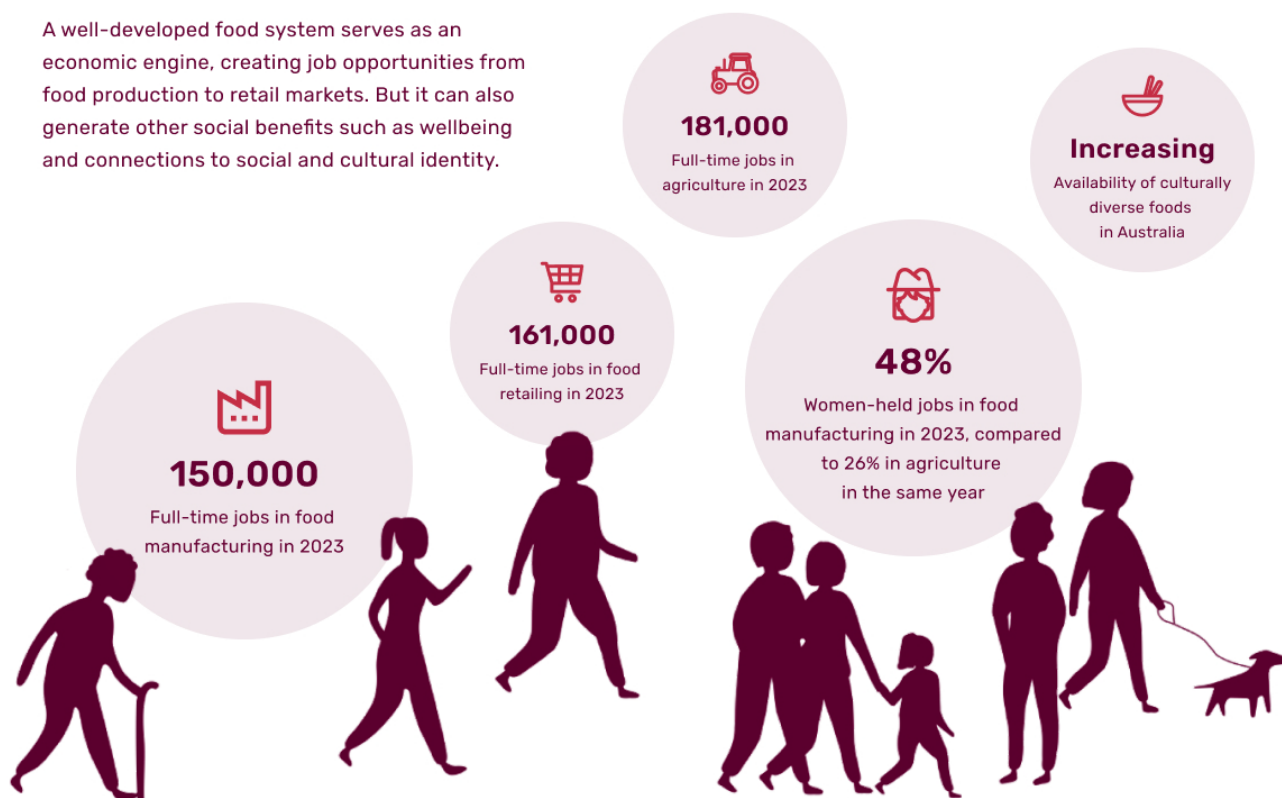 A well-developed food system serves as an
economic engine, creating job opportunities from
food production to retail markets. But it can also
generate other social benefits such as wellbeing
and connections to social and cultural identity.
181,000
Full-time jobs in
agriculture in 2023
Increasing
Availability of culturally
diverse foods
in Australia
161,000
Full-time jobs in food
retailing in 2023
48%
Women-held jobs in food
manufacturing in 2023, compared
to 26% in agriculture
in the same year
150,000
Full-time jobs in food
manufacturing in 2023